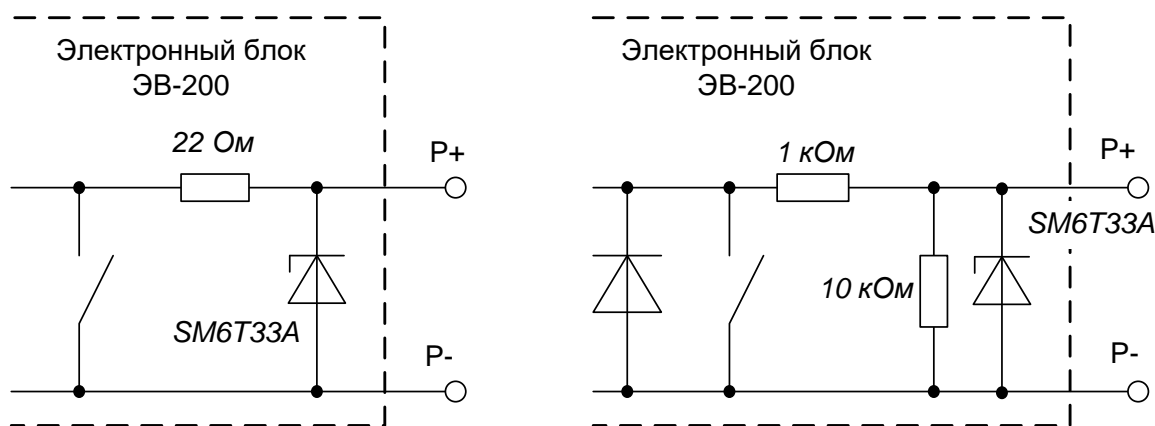 Электронный блок
ЭВ-200
22 Ом
P+
SM6T33A
P-
Электронный блок
ЭВ-200
1 кОм
P+
SM6T33A
10 кОм
P-